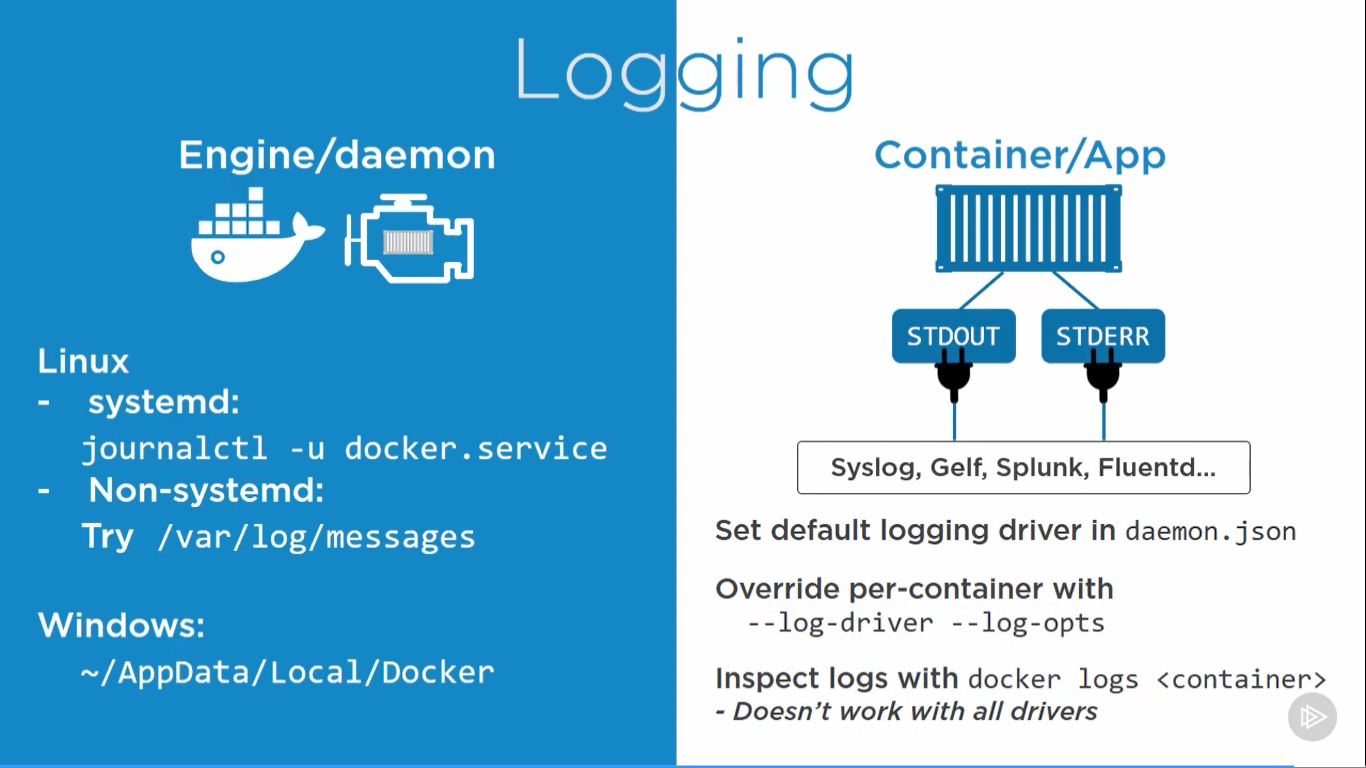 Logging
Engine/daemon
Linux
- systemd:
journalctl -u docker.service
- Non-systemd:
Try /var/log/messages
Windows:
~/AppData/Local/Docker
Container/App
STDOUT STDERR
Syslog, Gelf, Splunk, Fluentd...
Set default logging driver in daemon.json
Override per-container with
--log-driver --log-opts
Inspect logs with docker logs <container>
- Doesn't work with all drivers